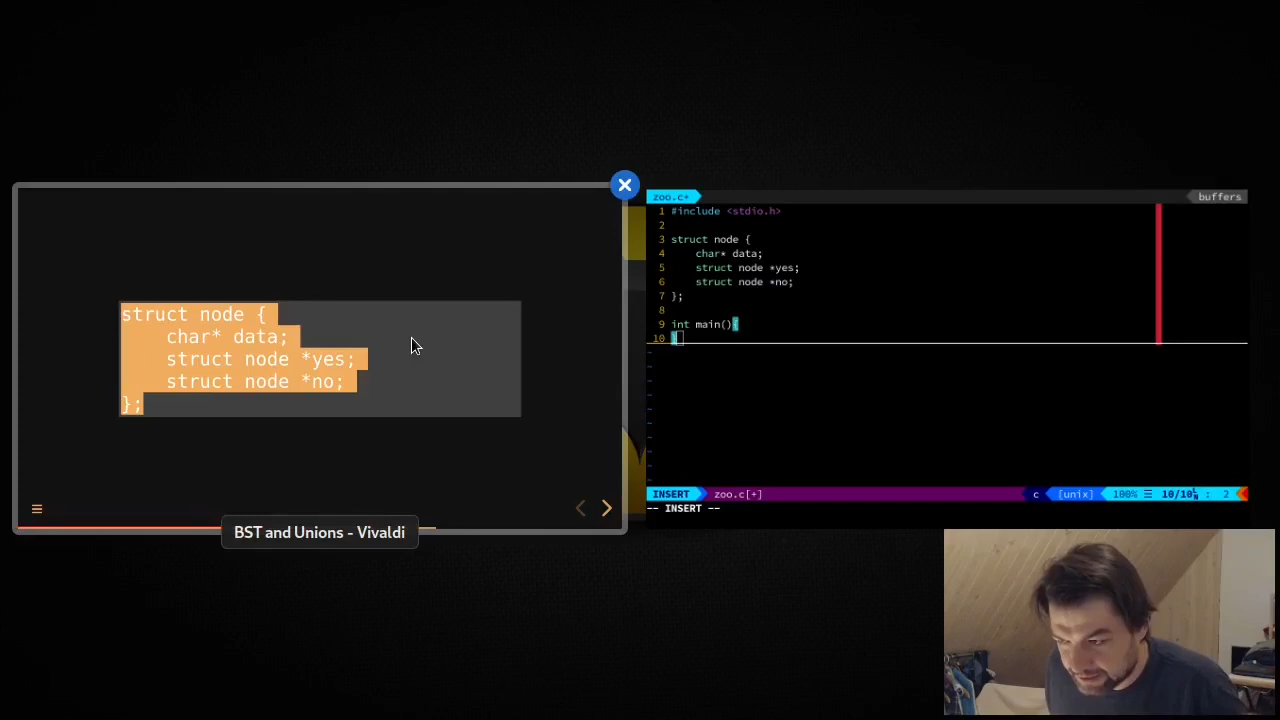 struct node {
char* data;
struct node *yes;
struct node *no;
};
BST and Unions - Vivaldi
zoo.c+
buffers
1 #include <stdio.h>
2
3 struct node {
4 char* data;
5 struct node *yes;
6 struct node *no;
7 };
8
9 int main(){
10 }
INSERT zoo.c[+] c [unix] 100% 10/10 : 2
-- INSERT --